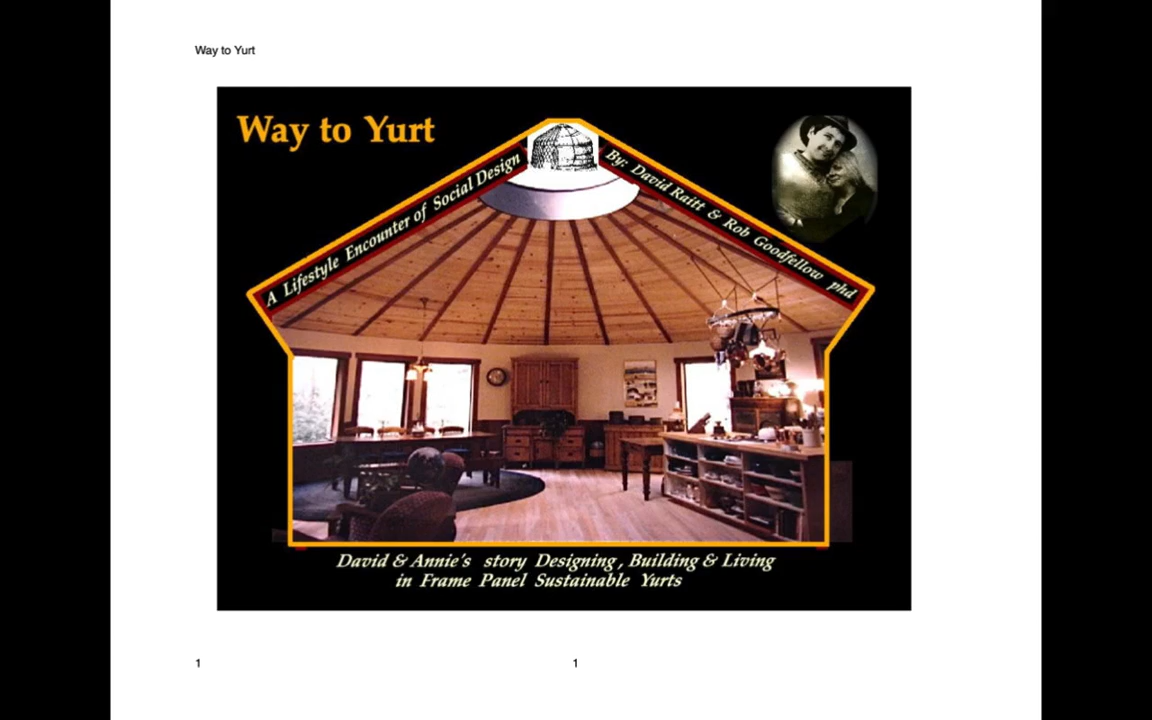 Way to Yurt
Way to Yurt
A Lifestyle Encounter of Social Design
By: David Raitt & Rob Goodfellow phd
David & Annie's story Designing, Building & Living
in Frame Panel Sustainable Yurts
1
1